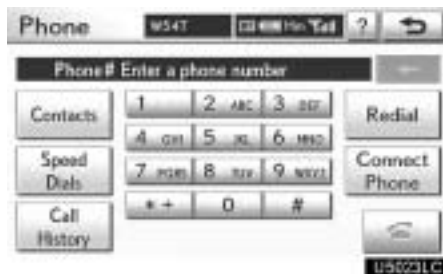 Phone W54T ? 
Phone# Enter a phone number
Contacts 1 2 ABC 3 DEF Redial
4 GHI 5 JKL 6 MNO
Speed Dials 7 PQRS 8 TUV 9 WXYZ Connect Phone
* + 0 #
Call History
U5023LC